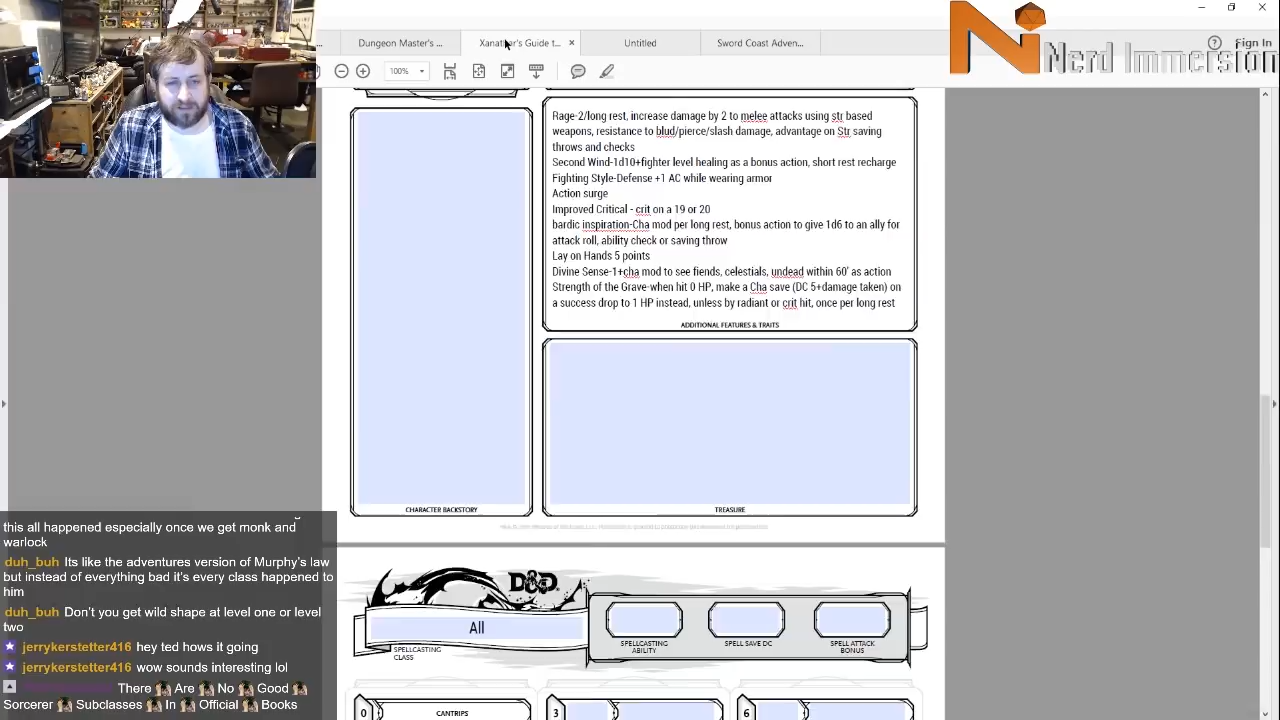 Dungeon Master's ...
Xanathar's Guide t...
Untitled
Sword Coast Adven...
Sign In
Nerd Immersion
100%
Rage-2/long rest, increase damage by 2 to melee attacks using str based
weapons, resistance to blud/pierce/slash damage, advantage on Str saving
throws and checks
Second Wind-1d10+fighter level healing as a bonus action, short rest recharge
Fighting Style-Defense +1 AC while wearing armor
Action surge
Improved Critical - crit on a 19 or 20
bardic inspiration-Cha mod per long rest, bonus action to give 1d6 to an ally for
attack roll, ability check or saving throw
Lay on Hands 5 points
Divine Sense-1+cha mod to see fiends, celestials, undead within 60' as action
Strength of the Grave-when hit 0 HP, make a Cha save (DC 5+damage taken) on
a success drop to 1 HP instead, unless by radiant or crit hit, once per long rest
ADDITIONAL FEATURES & TRAITS
CHARACTER BACKSTORY
TREASURE
D&D
All
SPELLCASTING
CLASS
SPELLCASTING
ABILITY
SPELL SAVE DC
SPELL ATTACK
BONUS
0 CANTRIPS
3
6
this all happened especially once we get monk and
warlock
duh_buh Its like the adventures version of Murphy's law
but instead of everything bad it's every class happened to
him
duh_buh Don't you get wild shape at level one or level
two
jerrykerstetter416 hey ted hows it going
jerrykerstetter416 wow sounds interesting lol
There Are No Good
Sorcerer Subclasses In Official Books